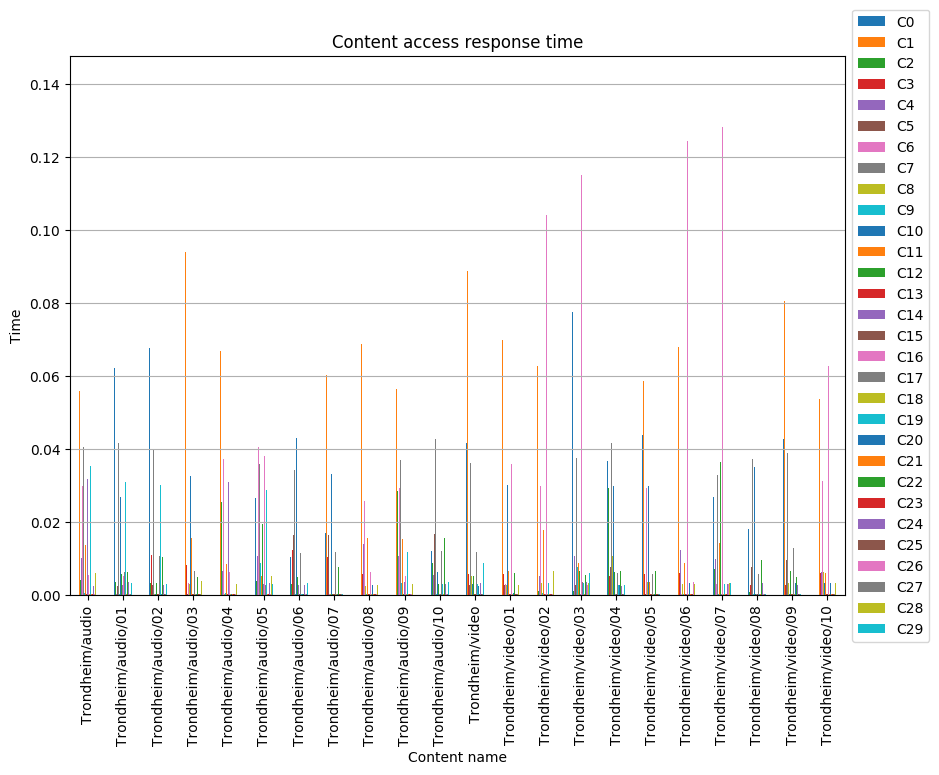 Content access response time
Time
0.14
0.12
0.10
0.08
0.06
0.04
0.02
0.00
Trondheim/audio
Trondheim/audio/01
Trondheim/audio/02
Trondheim/audio/03
Trondheim/audio/04
Trondheim/audio/05
Trondheim/audio/06
Trondheim/audio/07
Trondheim/audio/08
Trondheim/audio/09
Trondheim/audio/10
Trondheim/video
Trondheim/video/01
Trondheim/video/02
Trondheim/video/03
Trondheim/video/04
Trondheim/video/05
Trondheim/video/06
Trondheim/video/07
Trondheim/video/08
Trondheim/video/09
Trondheim/video/10
Content name
C0
C1
C2
C3
C4
C5
C6
C7
C8
C9
C10
C11
C12
C13
C14
C15
C16
C17
C18
C19
C20
C21
C22
C23
C24
C25
C26
C27
C28
C29